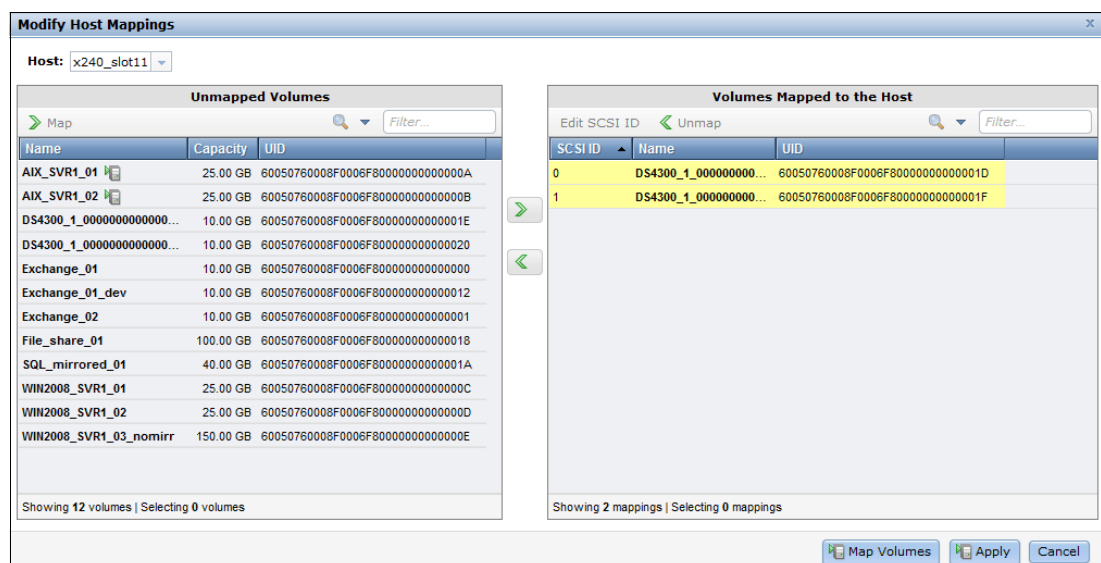 Modify Host Mappings x
Host: x240_slot11
Unmapped Volumes
Map Filter...
Name Capacity UID
AIX_SVR1_01 25.00 GB 60050760008F0006F80000000000000A
AIX_SVR1_02 25.00 GB 60050760008F0006F80000000000000B
DS4300_1_0000000000000... 10.00 GB 60050760008F0006F80000000000001E
DS4300_1_0000000000000... 10.00 GB 60050760008F0006F800000000000020
Exchange_01 10.00 GB 60050760008F0006F800000000000000
Exchange_01_dev 10.00 GB 60050760008F0006F800000000000012
Exchange_02 10.00 GB 60050760008F0006F800000000000001
File_share_01 100.00 GB 60050760008F0006F800000000000018
SQL_mirrored_01 40.00 GB 60050760008F0006F80000000000001A
WIN2008_SVR1_01 25.00 GB 60050760008F0006F80000000000000C
WIN2008_SVR1_02 25.00 GB 60050760008F0006F80000000000000D
WIN2008_SVR1_03_nomirr 150.00 GB 60050760008F0006F80000000000000E
Showing 12 volumes | Selecting 0 volumes
Volumes Mapped to the Host
Edit SCSI ID Unmap Filter...
SCSI ID Name UID
0 DS4300_1_000000000... 60050760008F0006F80000000000001D
1 DS4300_1_000000000... 60050760008F0006F80000000000001F
Showing 2 mappings | Selecting 0 mappings
Map Volumes Apply Cancel